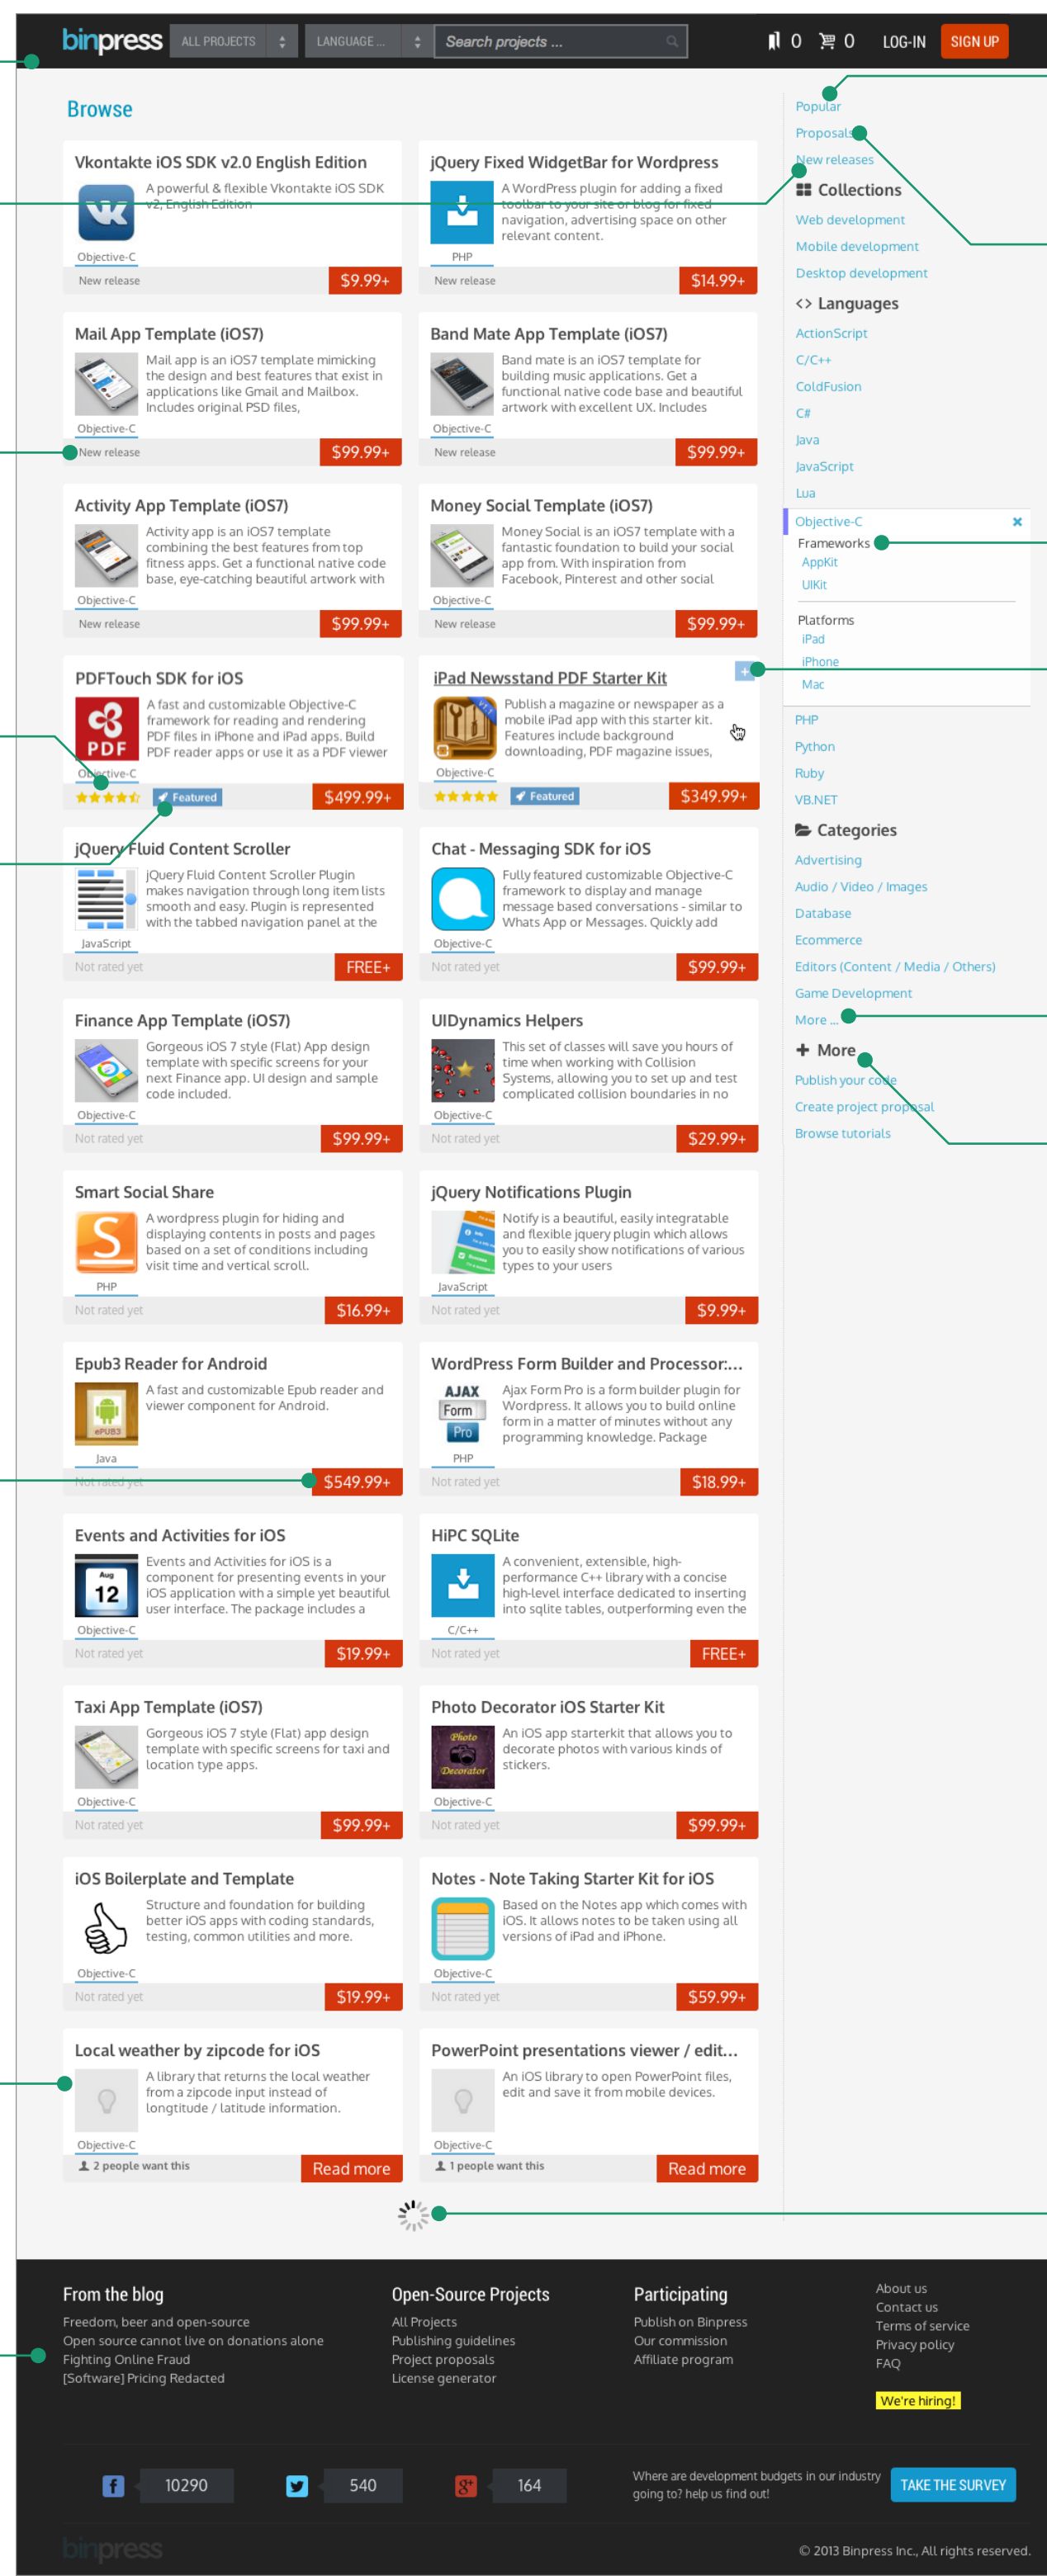 binpress ALL PROJECTS LANGUAGE ... Search projects ... 0 0 LOG-IN SIGN UP
Browse
Vkontakte iOS SDK v2.0 English Edition
A powerful & flexible Vkontakte iOS SDK
v2, English Edition
Objective-C
New release $9.99+
jQuery Fixed WidgetBar for Wordpress
A WordPress plugin for adding a fixed
toolbar to your site or blog for fixed
navigation, advertising space on other
relevant content.
PHP
New release $14.99+
Mail App Template (iOS7)
Mail app is an iOS7 template mimicking
the design and best features that exist in
applications like Gmail and Mailbox.
Includes original PSD files,
Objective-C
New release $99.99+
Band Mate App Template (iOS7)
Band mate is an iOS7 template for
building music applications. Get a
functional native code base and beautiful
artwork with excellent UX. Includes
Objective-C
New release $99.99+
Activity App Template (iOS7)
Activity app is an iOS7 template
combining the best features from top
fitness apps. Get a functional native code
base, eye-catching beautiful artwork with
Objective-C
New release $99.99+
Money Social Template (iOS7)
Money Social is an iOS7 template with a
fantastic foundation to build your social
app from. With inspiration from
Facebook, Pinterest and other social
Objective-C
New release $99.99+
PDFTouch SDK for iOS
PDF
A fast and customizable Objective-C
framework for reading and rendering
PDF files in iPhone and iPad apps. Build
PDF reader apps or use it as a PDF viewer
Objective-C
Featured $499.99+
iPad Newsstand PDF Starter Kit
+
Publish a magazine or newspaper as a
mobile iPad app with this starter kit.
Features include background
downloading, PDF magazine issues,
Objective-C
Featured $349.99+
jQuery Fluid Content Scroller
jQuery Fluid Content Scroller Plugin
makes navigation through long item lists
smooth and easy. Plugin is represented
with the tabbed navigation panel at the
JavaScript
Not rated yet FREE+
Chat - Messaging SDK for iOS
Fully featured customizable Objective-C
framework to display and manage
message based conversations - similar to
Whats App or Messages. Quickly add
Objective-C
Not rated yet $99.99+
Finance App Template (iOS7)
Gorgeous iOS 7 style (Flat) App design
template with specific screens for your
next Finance app. UI design and sample
code included.
Objective-C
Not rated yet $99.99+
UIDynamics Helpers
This set of classes will save you hours of
time when working with Collision
Systems, allowing you to set up and test
complicated collision boundaries in no
Objective-C
Not rated yet $29.99+
Smart Social Share
S
A wordpress plugin for hiding and
displaying contents in posts and pages
based on a set of conditions including
visit time and vertical scroll.
PHP
Not rated yet $16.99+
jQuery Notifications Plugin
Notify is a beautiful, easily integratable
and flexible jquery plugin which allows
you to easily show notifications of various
types to your users
JavaScript
Not rated yet $9.99+
Epub3 Reader for Android
ePUB3
A fast and customizable Epub reader and
viewer component for Android.
Java
Not rated yet $549.99+
WordPress Form Builder and Processor:...
AJAX
Form
Pro
Ajax Form Pro is a form builder plugin for
Wordpress. It allows you to build online
form in a matter of minutes without any
programming knowledge. Package
PHP
Not rated yet $18.99+
Events and Activities for iOS
Aug
12
Events and Activities for iOS is a
component for presenting events in your
iOS application with a simple yet beautiful
user interface. The package includes a
Objective-C
Not rated yet $19.99+
HiPC SQLite
A convenient, extensible, high-
performance C++ library with a concise
high-level interface dedicated to inserting
into sqlite tables, outperforming even the
C/C++
Not rated yet FREE+
Taxi App Template (iOS7)
Gorgeous iOS 7 style (Flat) app design
template with specific screens for taxi and
location type apps.
Objective-C
Not rated yet $99.99+
Photo Decorator iOS Starter Kit
Photo
Decorator
An iOS app starterkit that allows you to
decorate photos with various kinds of
stickers.
Objective-C
Not rated yet $99.99+
iOS Boilerplate and Template
Structure and foundation for building
better iOS apps with coding standards,
testing, common utilities and more.
Objective-C
Not rated yet $19.99+
Notes - Note Taking Starter Kit for iOS
Based on the Notes app which comes with
iOS. It allows notes to be taken using all
versions of iPad and iPhone.
Objective-C
Not rated yet $59.99+
Local weather by zipcode for iOS
A library that returns the local weather
from a zipcode input instead of
longtitude / latitude information.
Objective-C
2 people want this Read more
PowerPoint presentations viewer / edit...
An iOS library to open PowerPoint files,
edit and save it from mobile devices.
Objective-C
1 people want this Read more
Popular
Proposals
New releases
Collections
Web development
Mobile development
Desktop development
<> Languages
ActionScript
C/C++
ColdFusion
C#
Java
JavaScript
Lua
Objective-C
Frameworks
AppKit
UIKit
Platforms
iPad
iPhone
Mac
PHP
Python
Ruby
VB.NET
Categories
Advertising
Audio / Video / Images
Database
Ecommerce
Editors (Content / Media / Others)
Game Development
More ...
+ More
Publish your code
Create project proposal
Browse tutorials
From the blog
Freedom, beer and open-source
Open source cannot live on donations alone
Fighting Online Fraud
[Software] Pricing Redacted
Open-Source Projects
All Projects
Publishing guidelines
Project proposals
License generator
Participating
Publish on Binpress
Our commission
Affiliate program
About us
Contact us
Terms of service
Privacy policy
FAQ
We're hiring!
f 10290 540 g+ 164
Where are development budgets in our industry
going to? help us find out!
TAKE THE SURVEY
binpress
© 2013 Binpress Inc., All rights reserved.